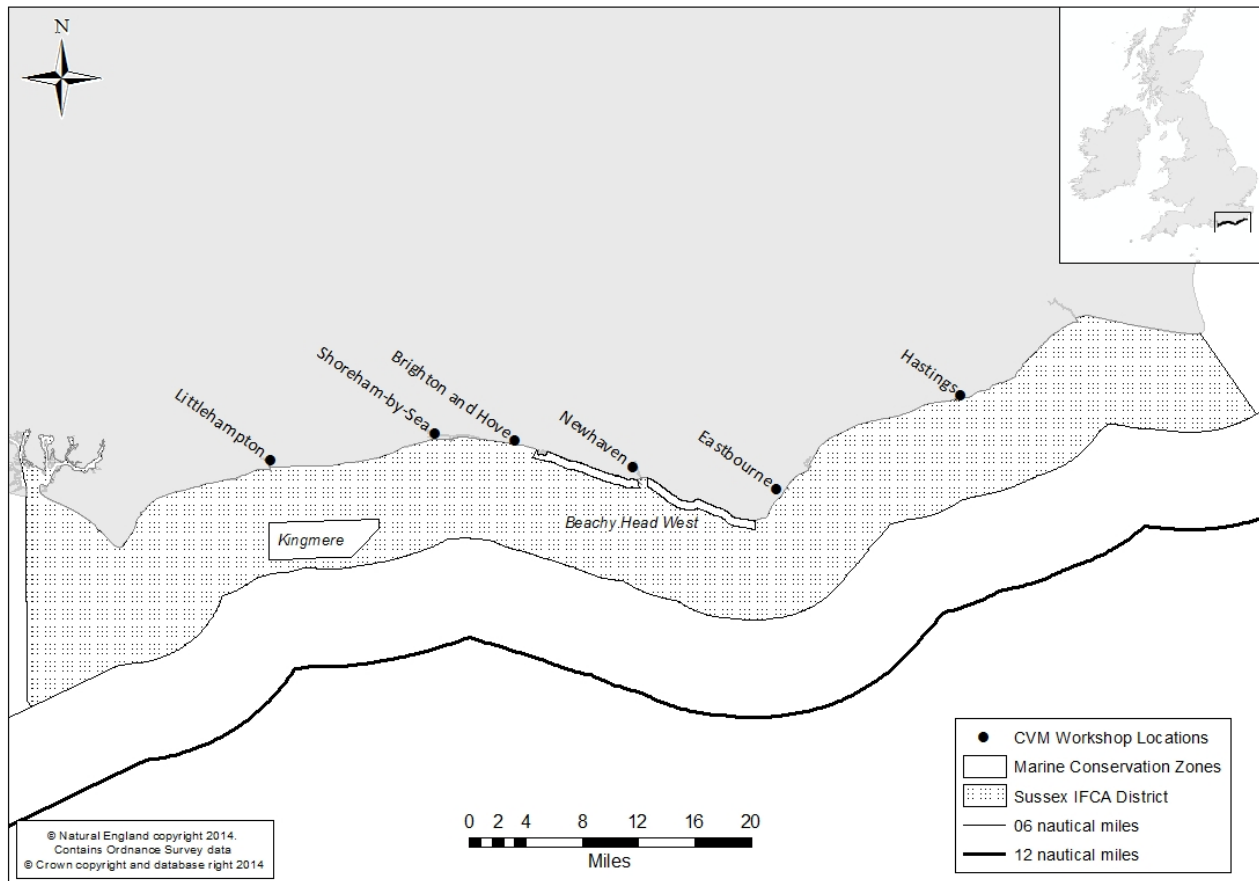 N
Littlehampton
Shoreham-by-Sea
Brighton and Hove
Newhaven
Eastbourne
Hastings
Kingmere
Beachy Head West
CVM Workshop Locations
Marine Conservation Zones
Sussex IFCA District
06 nautical miles
12 nautical miles
0 2 4 8 12 16 20
Miles
© Natural England copyright 2014.
Contains Ordnance Survey data
© Crown copyright and database right 2014